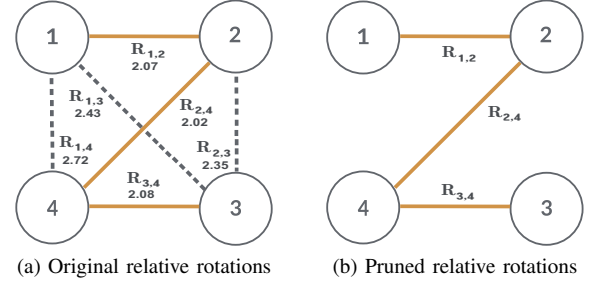 1
2
R1,2
2.07
R1,3
2.43
R2,4
2.02
R1,4
2.72
R2,3
2.35
R3,4
2.08
4
3
(a) Original relative rotations
1
2
R1,2
R2,4
R3,4
4
3
(b) Pruned relative rotations